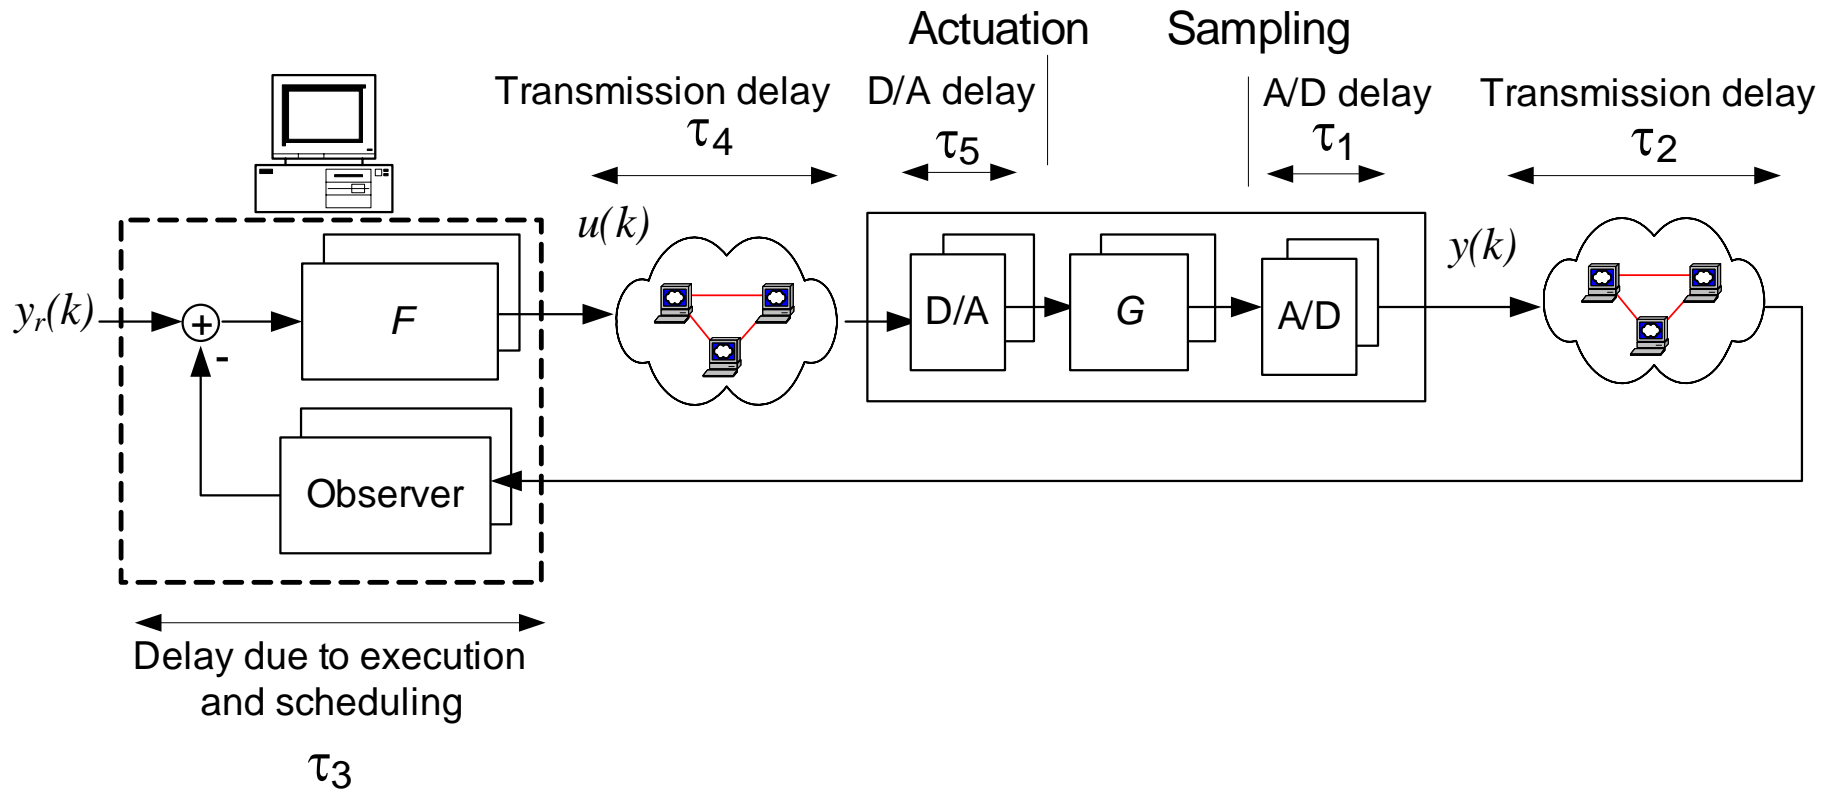 Actuation
Sampling
Transmission delay
τ4
D/A delay
τ5
A/D delay
τ1
Transmission delay
τ2
u(k)
y(k)
yr(k)
+
-
F
D/A
G
A/D
Observer
Delay due to execution
and scheduling
τ3